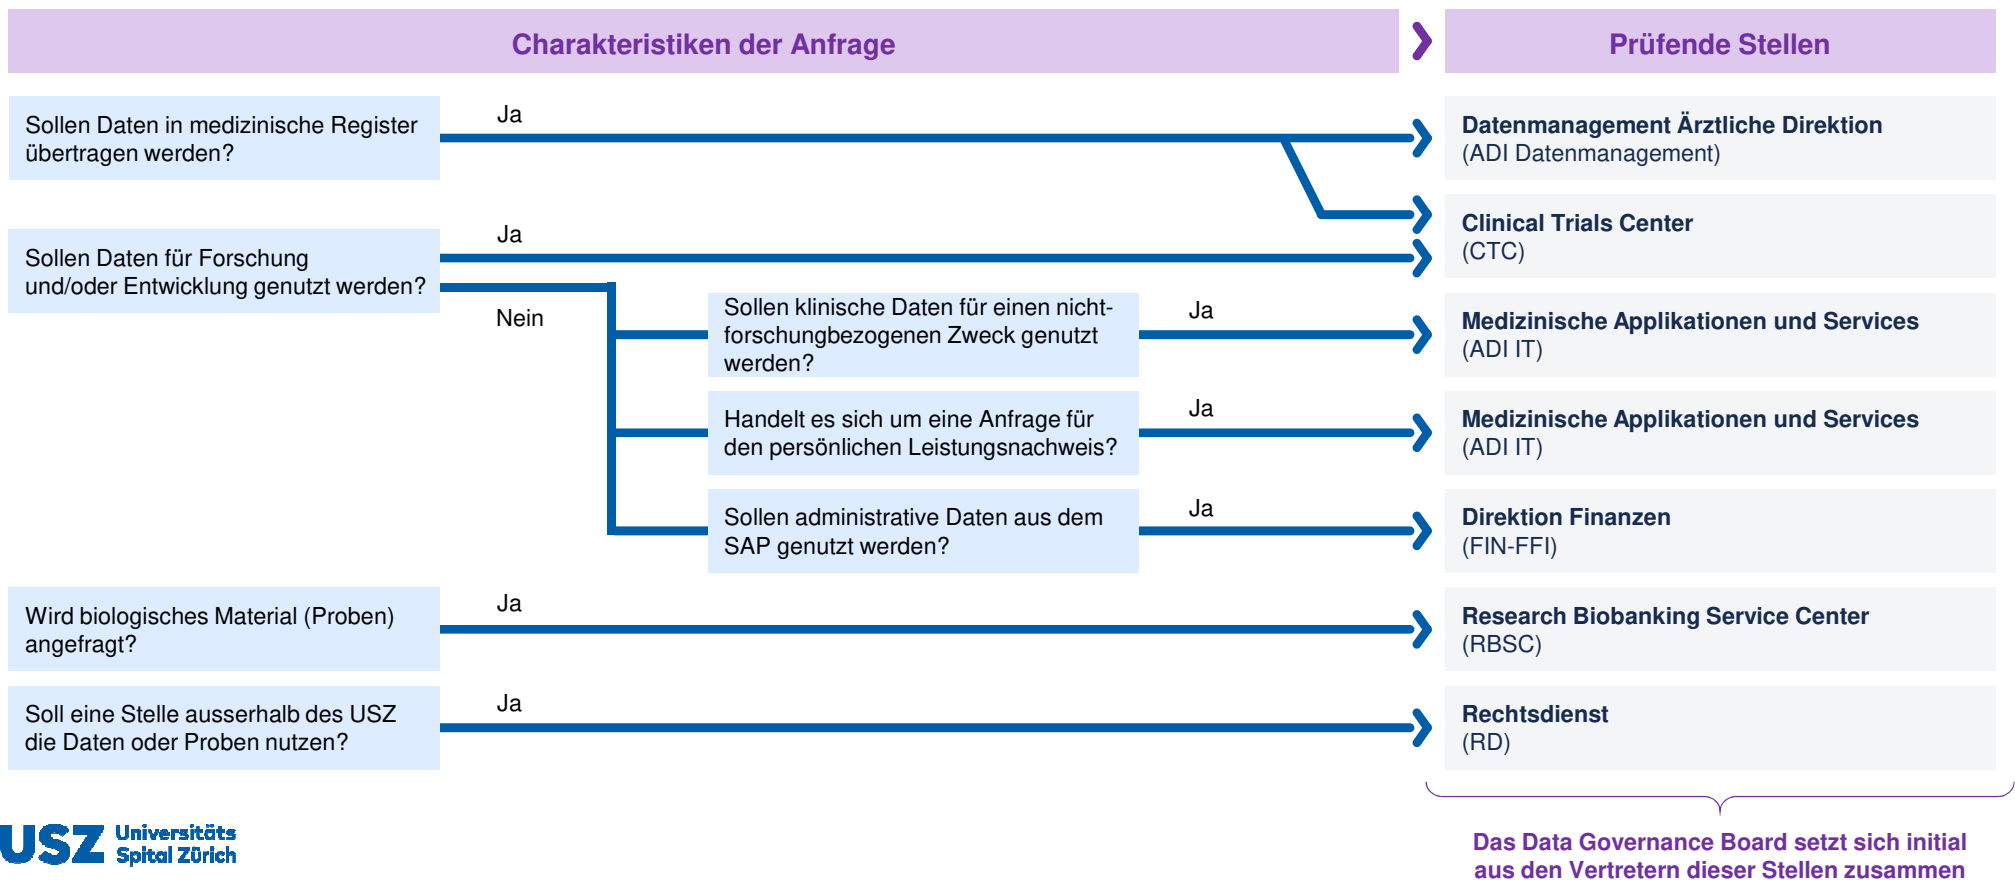 Charakteristiken der Anfrage
Prüfende Stellen
Sollen Daten in medizinische Register
übertragen werden?
Ja
Datenmanagement Ärztliche Direktion
(ADI Datenmanagement)
Clinical Trials Center
(CTC)
Sollen Daten für Forschung
und/oder Entwicklung genutzt werden?
Ja
Nein
Sollen klinische Daten für einen nicht-
forschungbezogenen Zweck genutzt
werden?
Ja
Medizinische Applikationen und Services
(ADI IT)
Handelt es sich um eine Anfrage für
den persönlichen Leistungsnachweis?
Ja
Medizinische Applikationen und Services
(ADI IT)
Sollen administrative Daten aus dem
SAP genutzt werden?
Ja
Direktion Finanzen
(FIN-FFI)
Wird biologisches Material (Proben)
angefragt?
Ja
Research Biobanking Service Center
(RBSC)
Soll eine Stelle ausserhalb des USZ
die Daten oder Proben nutzen?
Ja
Rechtsdienst
(RD)
USZ Universitäts
Spital Zürich
Das Data Governance Board setzt sich initial
aus den Vertretern dieser Stellen zusammen